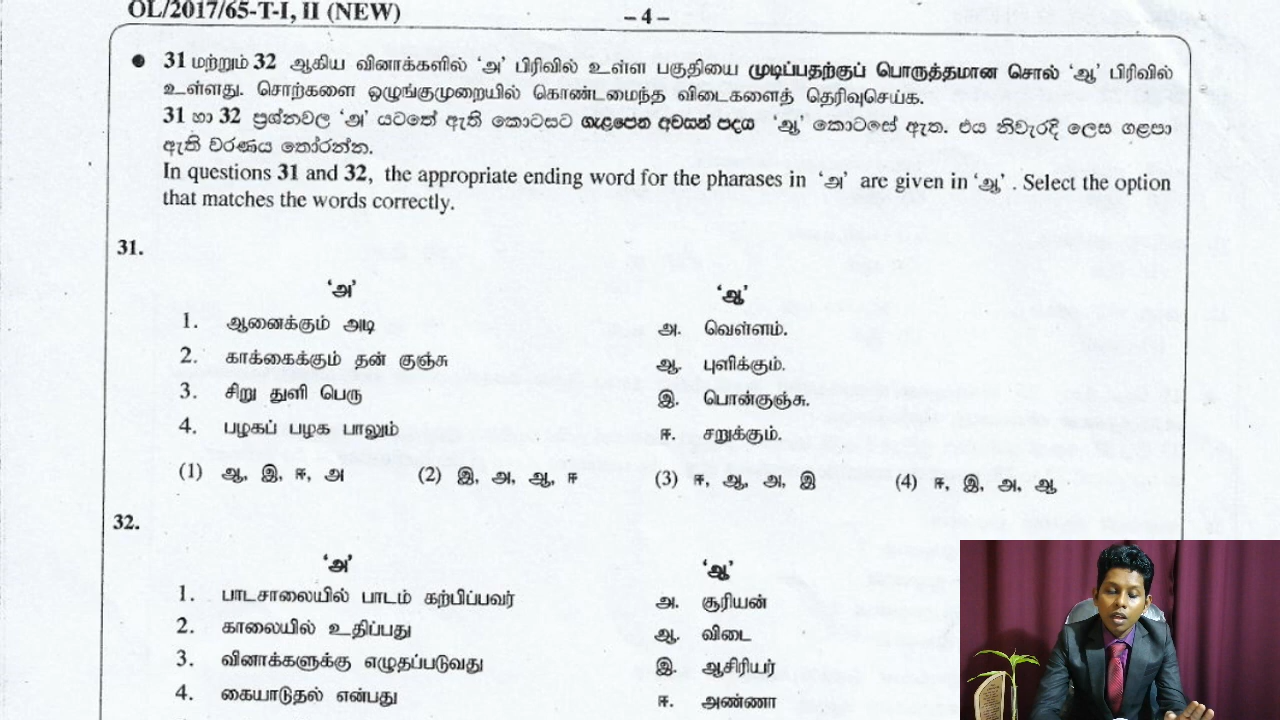 OL/2017/65-T-I, II (NEW)
– 4 –
● 31 மற்றும் 32 ஆகிய வினாக்களில் ‘அ’ பிரிவில் உள்ள பகுதியை முடிப்பதற்குப் பொருத்தமான சொல் ‘ஆ’ பிரிவில்
உள்ளது. சொற்களை ஒழுங்குமுறையில் கொண்டமைந்த விடைகளைத் தெரிவுசெய்க.
31 හා 32 ප්‍රශ්නවල ‘அ’ යටතේ ඇති කොටසට ගැළපෙන අවසන් පදය ‘ஆ’ කොටසේ ඇත. එය නිවැරදි ලෙස ගළපා
ඇති වරණය තෝරන්න.
In questions 31 and 32, the appropriate ending word for the pharases in ‘அ’ are given in ‘ஆ’ . Select the option
that matches the words correctly.
31.
‘அ’ ‘ஆ’
1. ஆனைக்கும் அடி அ. வெள்ளம்.
2. காக்கைக்கும் தன் குஞ்சு ஆ. புளிக்கும்.
3. சிறு துளி பெரு இ. பொன்குஞ்சு.
4. பழகப் பழக பாலும் ஈ. சறுக்கும்.
(1) ஆ, இ, ஈ, அ (2) இ, அ, ஆ, ஈ (3) ஈ, ஆ, அ, இ (4) ஈ, இ, அ, ஆ
32.
‘அ’ ‘ஆ’
1. பாடசாலையில் பாடம் கற்பிப்பவர் அ. சூரியன்
2. காலையில் உதிப்பது ஆ. விடை
3. வினாக்களுக்கு எழுதப்படுவது இ. ஆசிரியர்
4. கையாடுதல் என்பது ஈ. அண்ணா